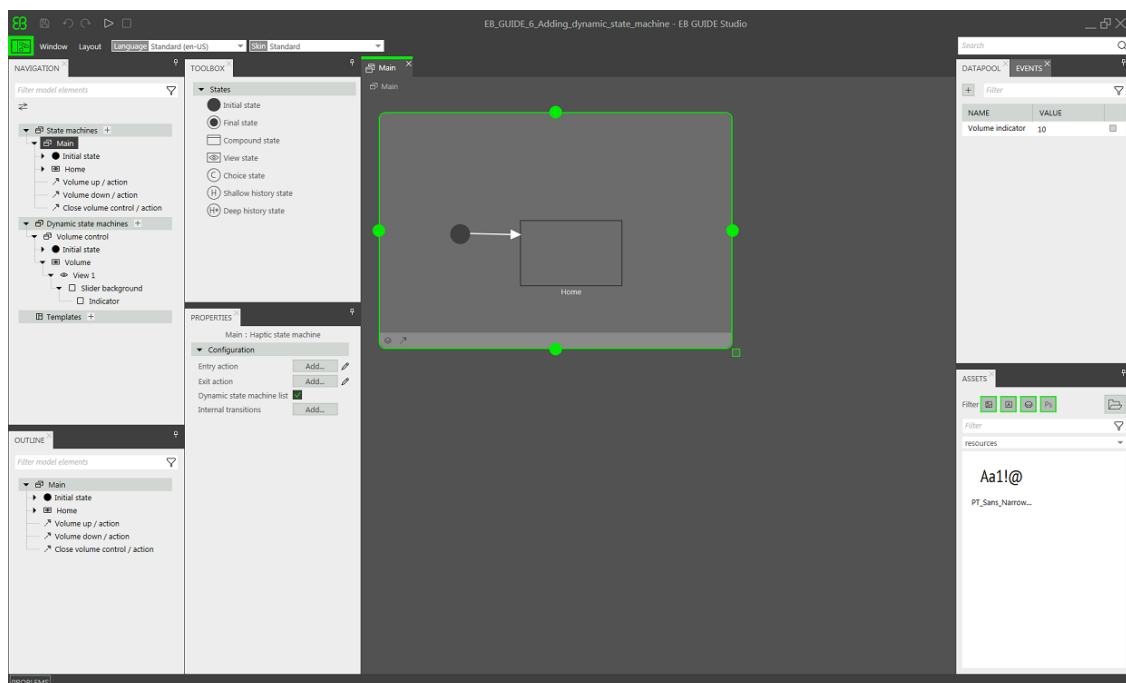 EB_GUIDE_6_Adding_dynamic_state_machine - EB GUIDE Studio
Window Layout Language Standard (en-US) Skin Standard
Search
NAVIGATION
Filter model elements
State machines +
Main
Initial state
Home
Volume up / action
Volume down / action
Close volume control / action
Dynamic state machines +
Volume control
Initial state
Volume
View 1
Slider background
Indicator
Templates +
OUTLINE
Filter model elements
Main
Initial state
Home
Volume up / action
Volume down / action
Close volume control / action
TOOLBOX
States
Initial state
Final state
Compound state
View state
C Choice state
H Shallow history state
H* Deep history state
PROPERTIES
Main : Haptic state machine
Configuration
Entry action Add...
Exit action Add...
Dynamic state machine list
Internal transitions Add...
Main
Main
Home
DATAPOOL EVENTS
+ Filter
NAME VALUE
Volume indicator 10
ASSETS
Filter A Ps
Filter
resources
Aa1!@
PT_Sans_Narrow...
PROBLEMS